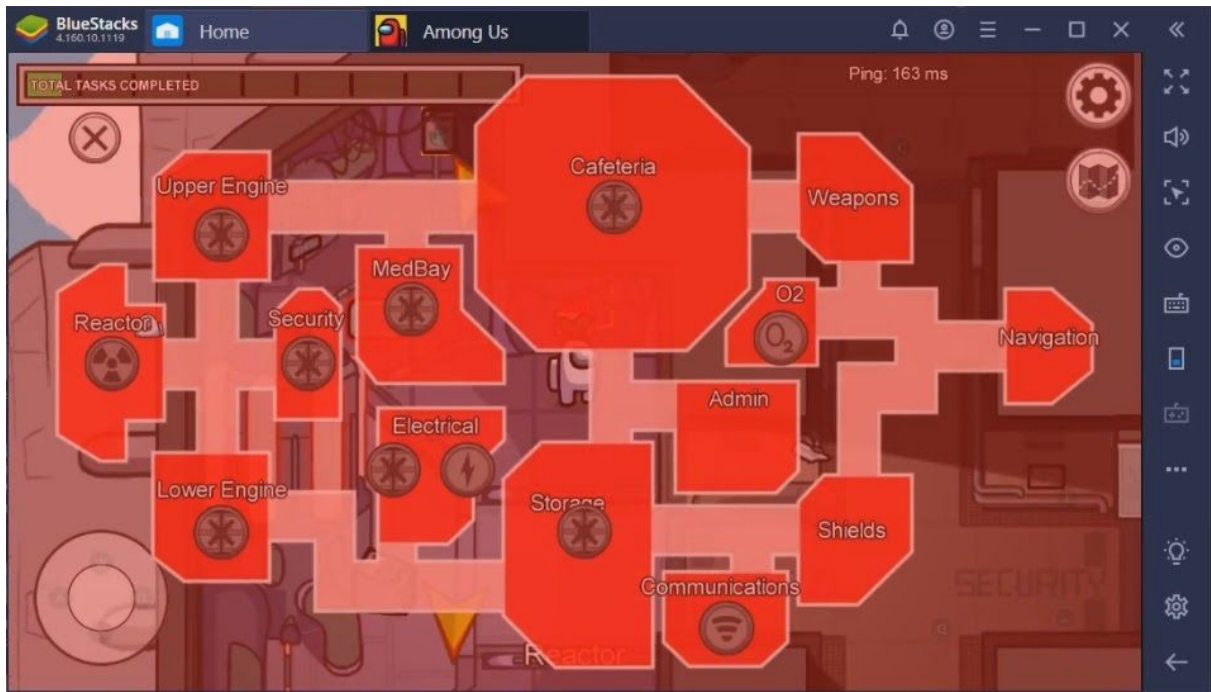 BlueStacks
4.160.10.1119
Home
Among Us
TOTAL TASKS COMPLETED
Ping: 163 ms
Cafeteria
Upper Engine
Weapons
MedBay
O2
Reactor
Security
Navigation
O2
Admin
Electrical
Lower Engine
Storage
Shields
Communications
SECURITY
Reactor